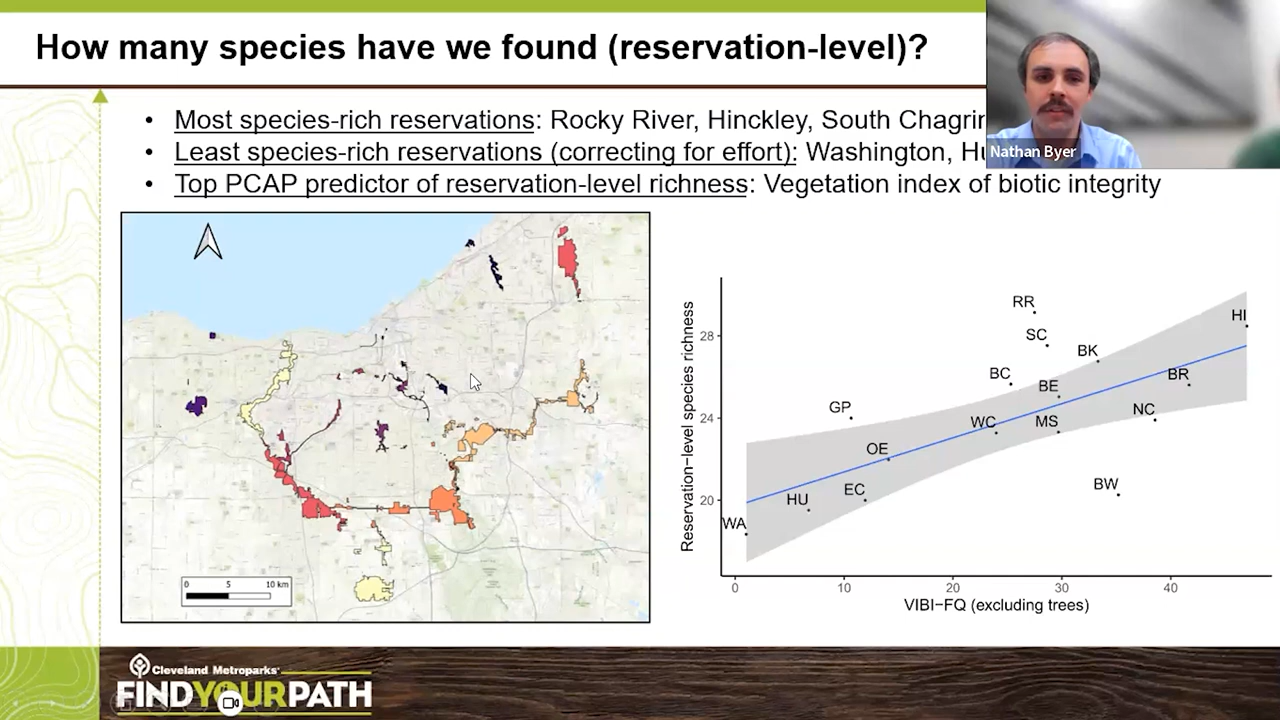 How many species have we found (reservation-level)?
• Most species-rich reservations: Rocky River, Hinckley, South Chagrin
• Least species-rich reservations (correcting for effort): Washington,
• Top PCAP predictor of reservation-level richness: Vegetation index of biotic integrity
Nathan Byer
0 5 10 km
Reservation-level species richness
28
24
20
RR
HI
SC
BK
BC
BR
BE
GP
NC
WC
MS
OE
BW
EC
HU
WA
0 10 20 30 40
VIBI-FQ (excluding trees)
Cleveland Metroparks
FIND YOUR PATH